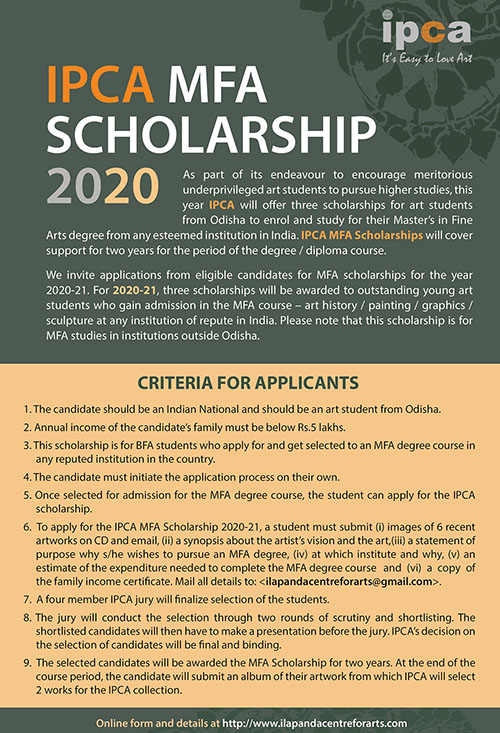 ipca
It's Easy to Love Art
IPCA MFA
SCHOLARSHIP
2020
As part of its endeavour to encourage meritorious
underprivileged art students to pursue higher studies, this
year IPCA will offer three scholarships for art students
from Odisha to enrol and study for their Master's in Fine
Arts degree from any esteemed institution in India. IPCA MFA Scholarships will cover
support for two years for the period of the degree / diploma course.
We invite applications from eligible candidates for MFA scholarships for the year
2020-21. For 2020-21, three scholarships will be awarded to outstanding young art
students who gain admission in the MFA course – art history / painting / graphics /
sculpture at any institution of repute in India. Please note that this scholarship is for
MFA studies in institutions outside Odisha.
CRITERIA FOR APPLICANTS
1. The candidate should be an Indian National and should be an art student from Odisha.
2. Annual income of the candidate's family must be below Rs.5 lakhs.
3. This scholarship is for BFA students who apply for and get selected to an MFA degree course in
any reputed institution in the country.
4. The candidate must initiate the application process on their own.
5. Once selected for admission for the MFA degree course, the student can apply for the IPCA
scholarship.
6. To apply for the IPCA MFA Scholarship 2020-21, a student must submit (i) images of 6 recent
artworks on CD and email, (ii) a synopsis about the artist's vision and the art,(iii) a statement of
purpose why s/he wishes to pursue an MFA degree, (iv) at which institute and why, (v) an
estimate of the expenditure needed to complete the MFA degree course and (vi) a copy of
the family income certificate. Mail all details to: <ilapandacentreforarts@gmail.com>.
7. A four member IPCA jury will finalize selection of the students.
8. The jury will conduct the selection through two rounds of scrutiny and shortlisting. The
shortlisted candidates will then have to make a presentation before the jury. IPCA's decision on
the selection of candidates will be final and binding.
9. The selected candidates will be awarded the MFA Scholarship for two years. At the end of the
course period, the candidate will submit an album of their artwork from which IPCA will select
2 works for the IPCA collection.
Online form and details at http://www.ilapandacentreforarts.com